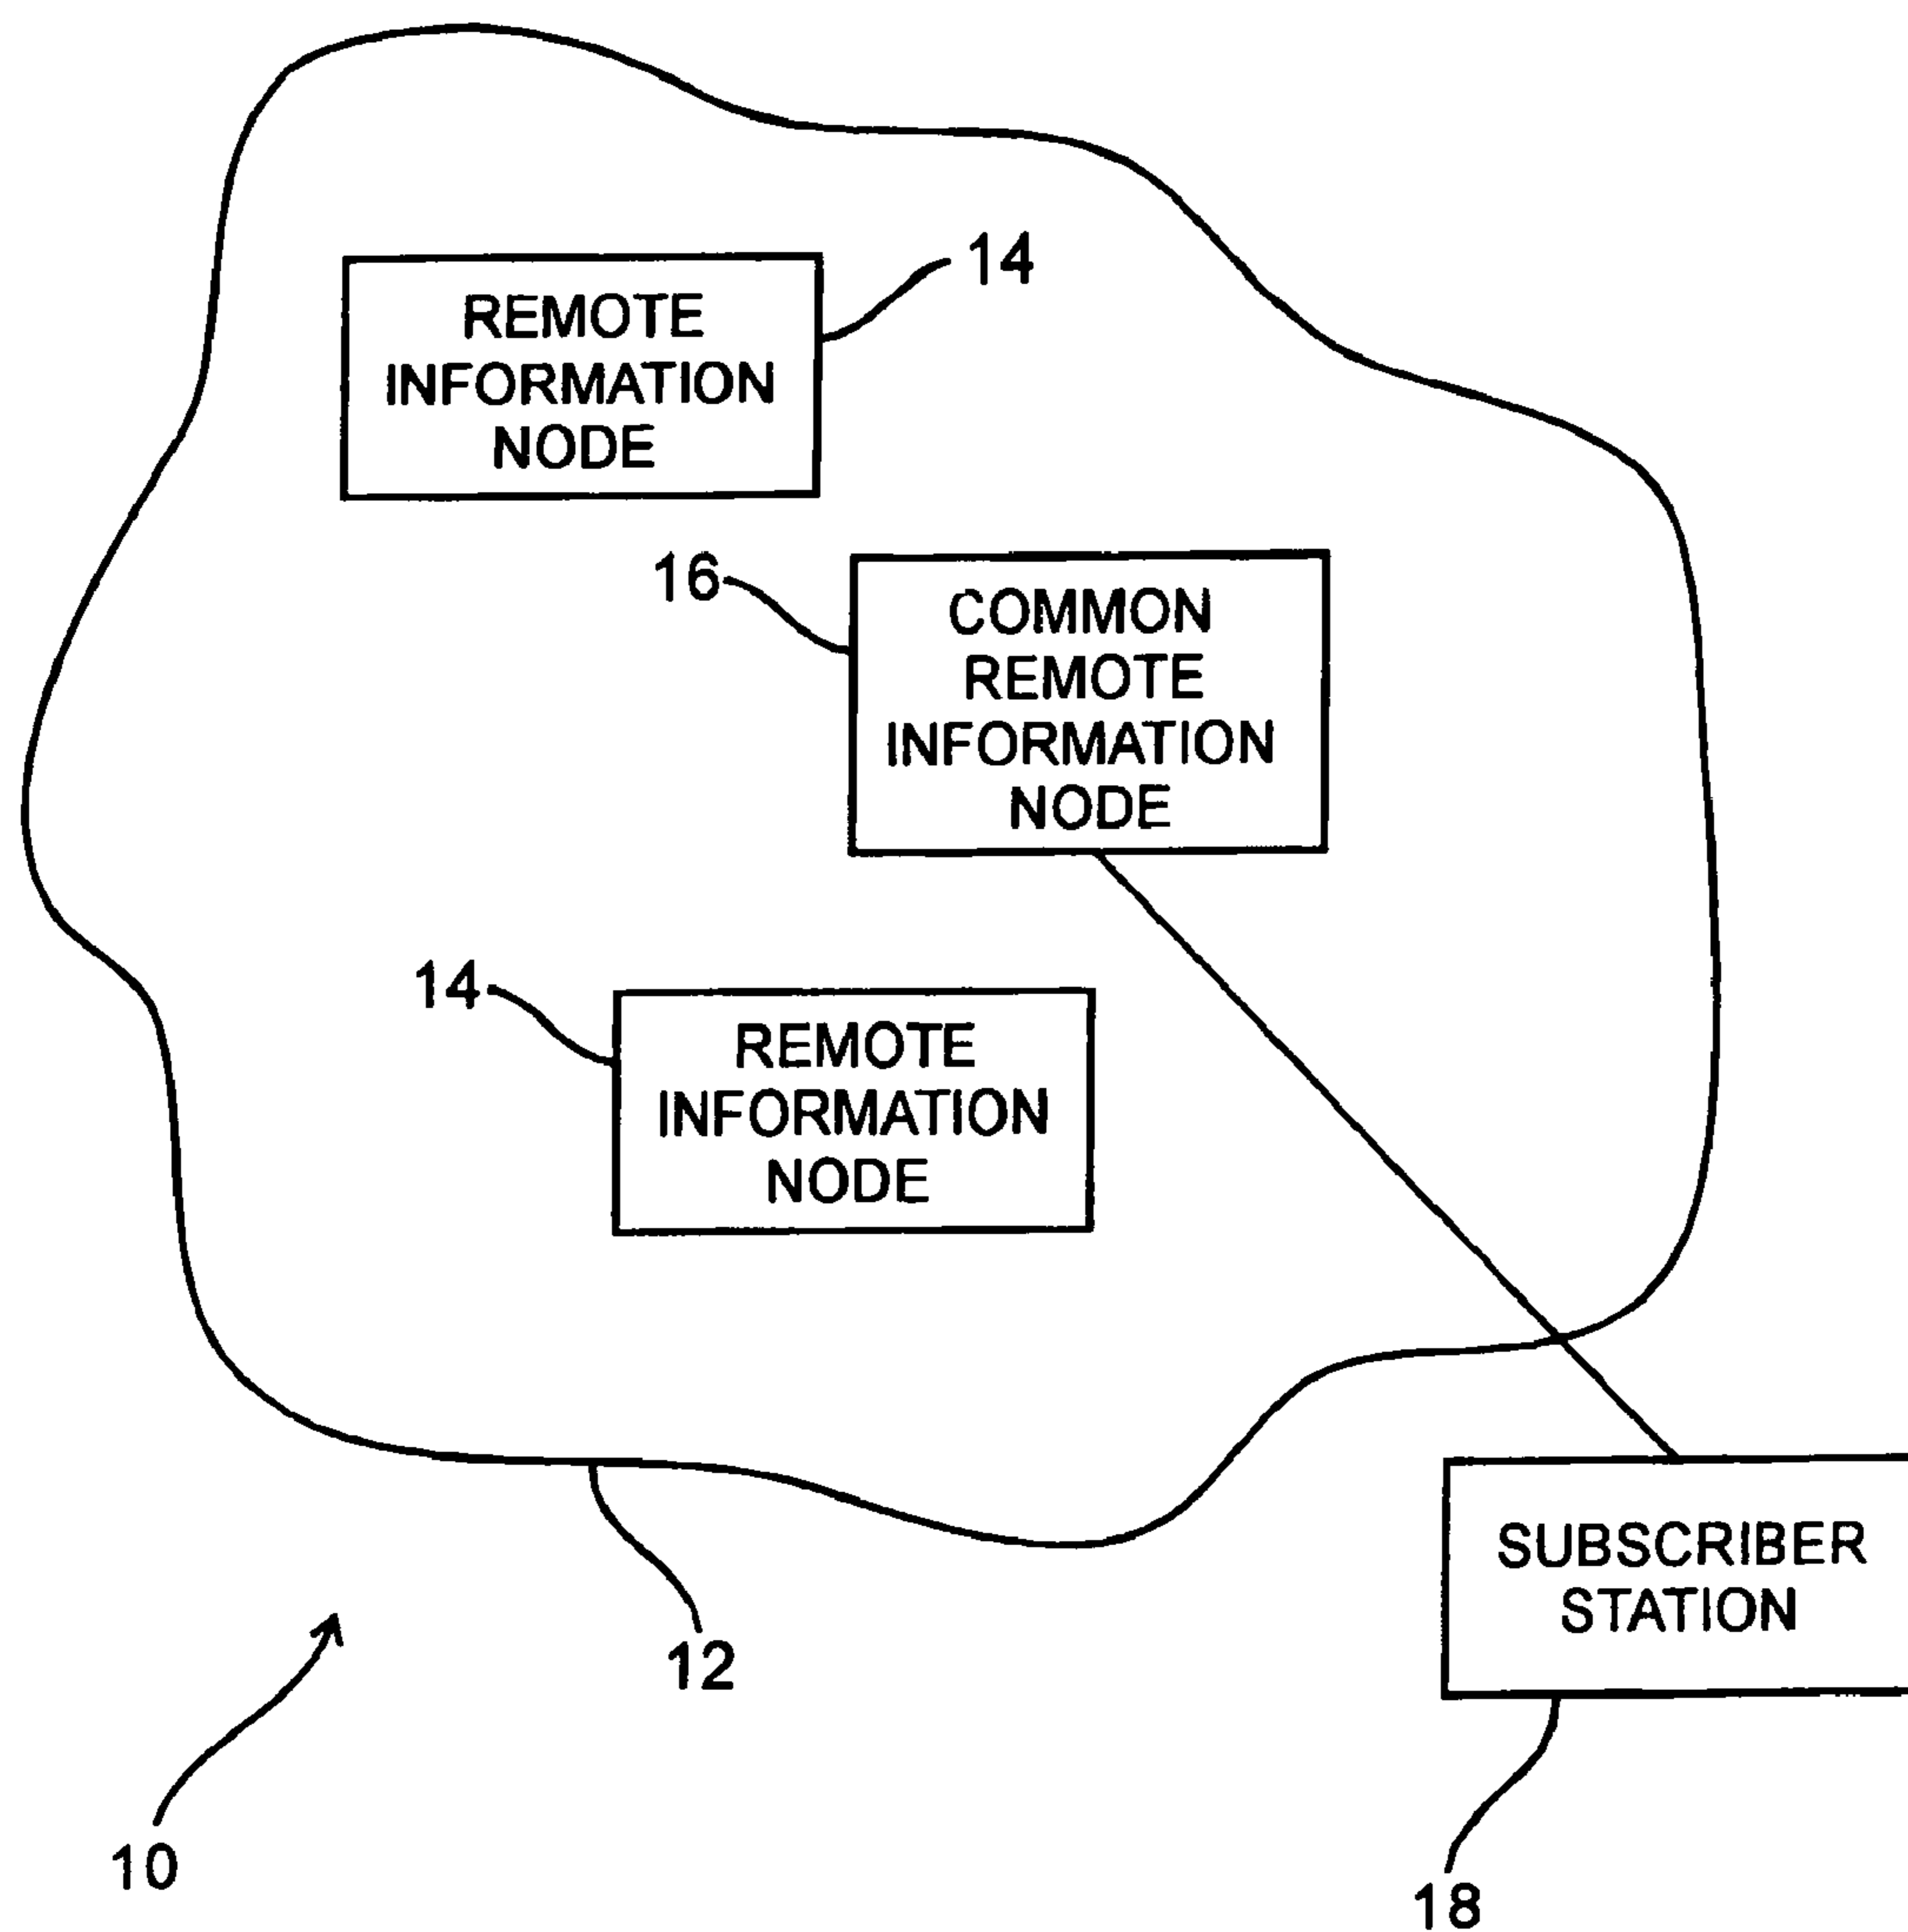 14
REMOTE
INFORMATION
NODE
16
COMMON
REMOTE
INFORMATION
NODE
14
REMOTE
INFORMATION
NODE
SUBSCRIBER
STATION
12
10
18